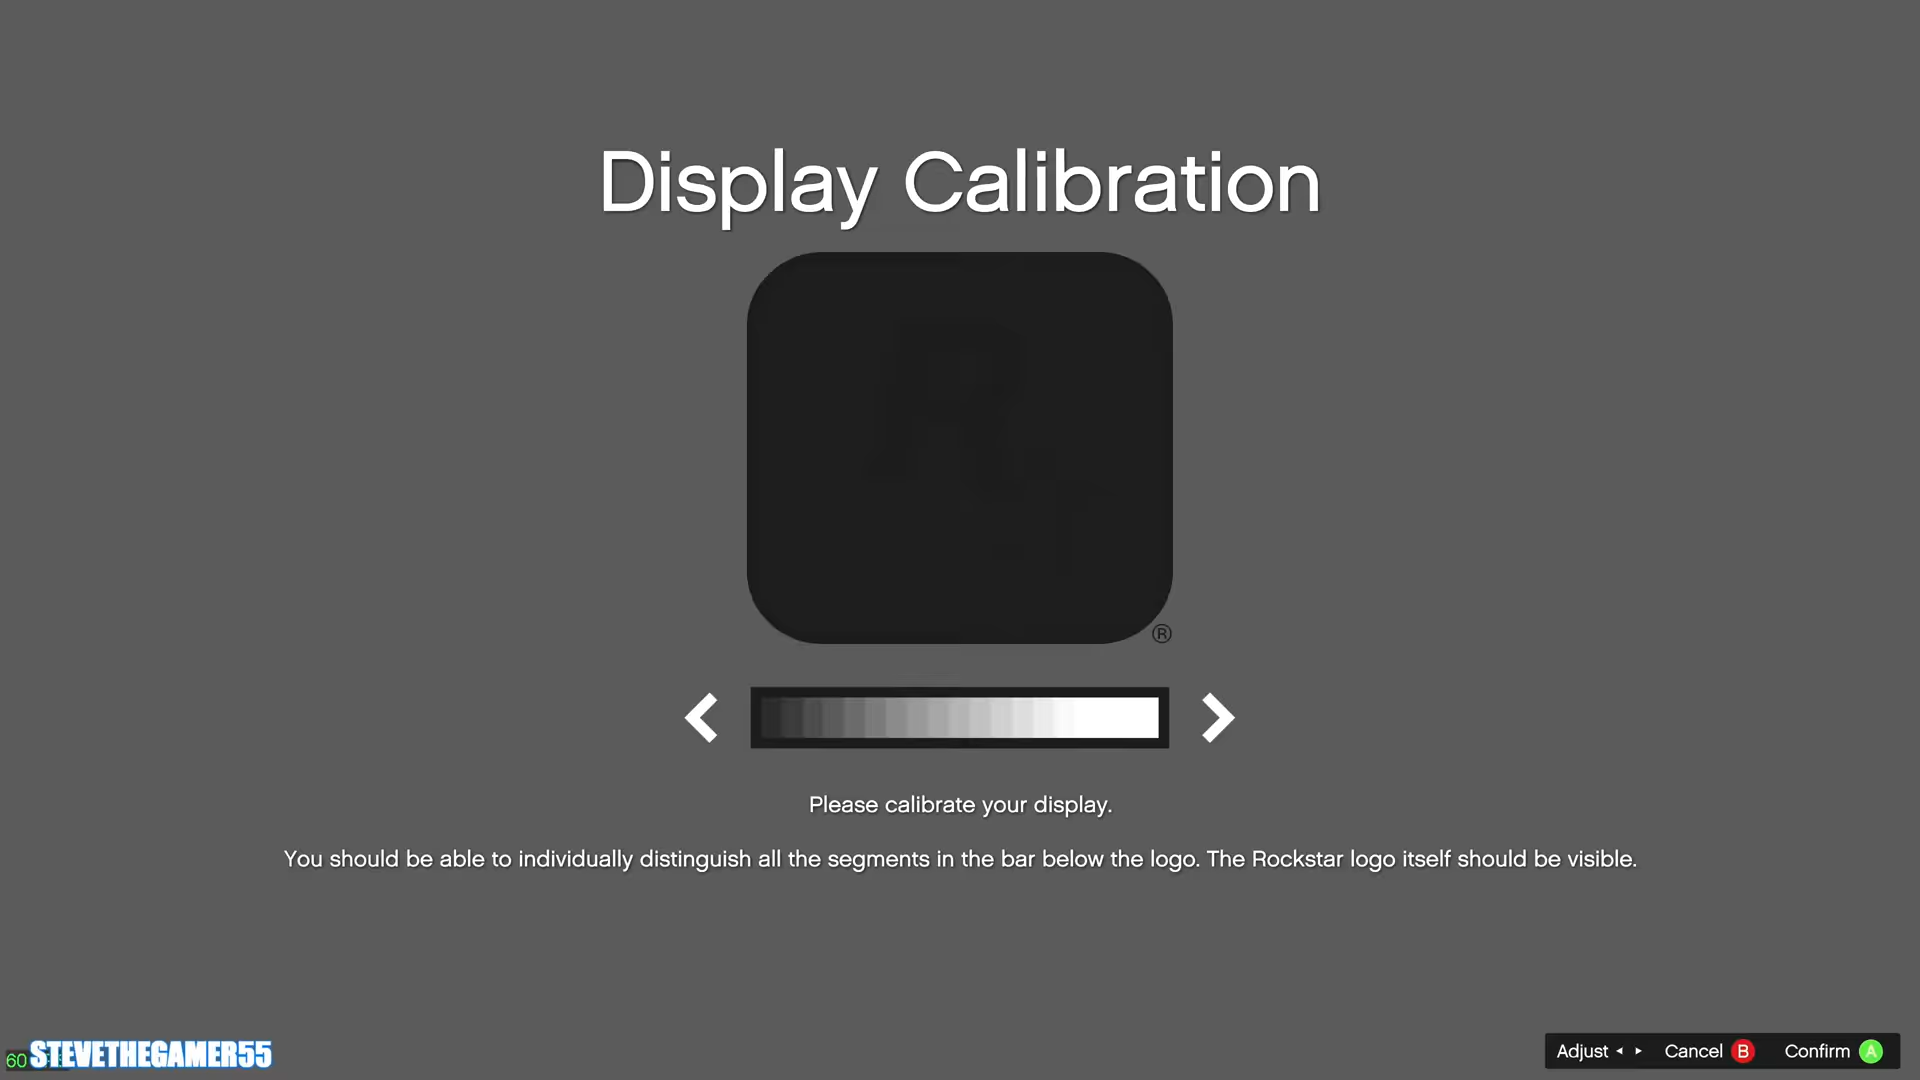 Display Calibration
R
®
Please calibrate your display.
You should be able to individually distinguish all the segments in the bar below the logo. The Rockstar logo itself should be visible.
60 STEVETHEGAMER55
Adjust Cancel B Confirm A